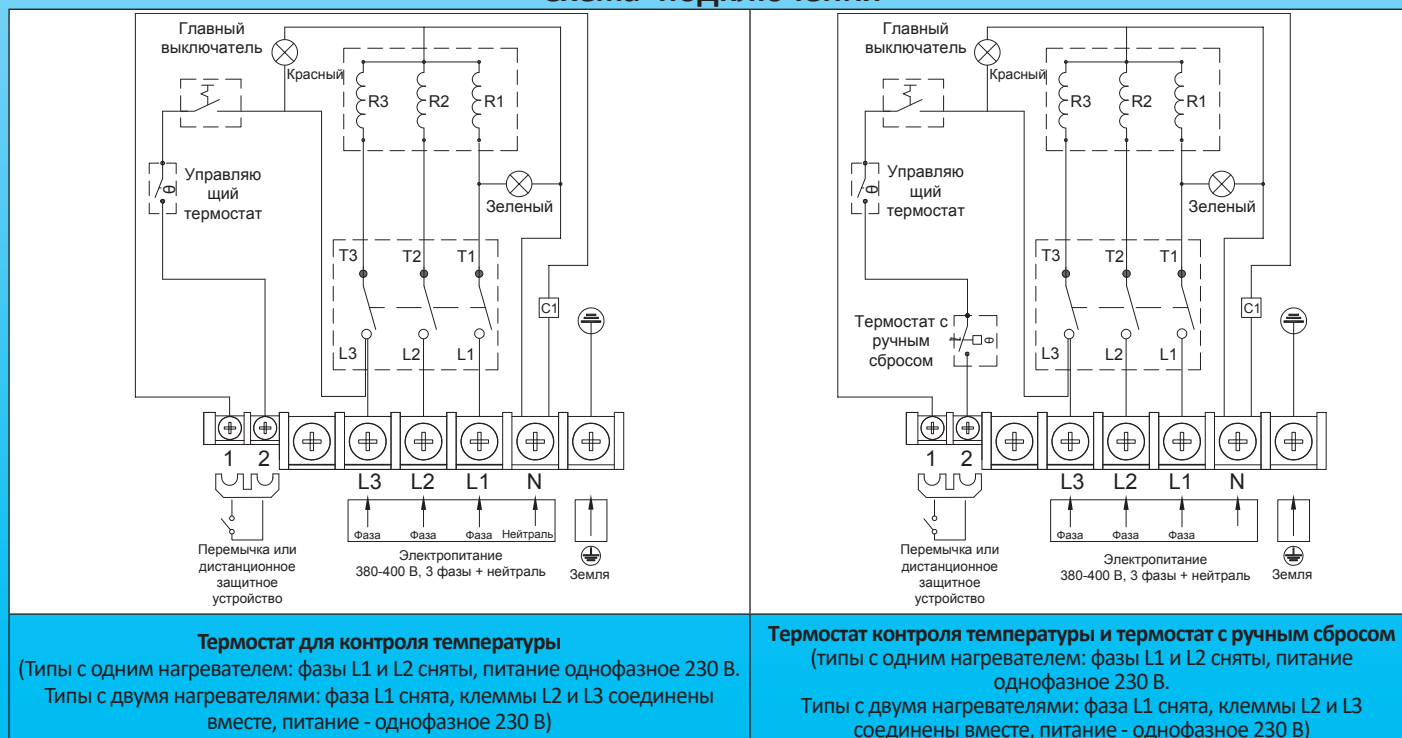 Схема подключения
Главный
выключатель
Красный
R3 R2 R1
Управляю
щий
термостат
θ
Зеленый
T3 T2 T1
C1
L3 L2 L1
1 2
L3 L2 L1 N
Фаза Фаза Фаза Нейтраль
Перемычка или
дистанционное
защитное
устройство
Электропитание
380-400 В, 3 фазы + нейтраль
Земля
Термостат для контроля температуры
(Типы с одним нагревателем: фазы L1 и L2 сняты, питание однофазное 230 В.
Типы с двумя нагревателями: фаза L1 снята, клеммы L2 и L3 соединены
вместе, питание - однофазное 230 В)
Главный
выключатель
Красный
R3 R2 R1
Управляю
щий
термостат
θ
Зеленый
T3 T2 T1
C1
Термостат с
ручным
сбросом
θ
L3 L2 L1
1 2
L3 L2 L1 N
Фаза Фаза Фаза
Перемычка или
дистанционное
защитное
устройство
Электропитание
380-400 В, 3 фазы + нейтраль
Земля
Термостат контроля температуры и термостат с ручным сбросом
(типы с одним нагревателем: фазы L1 и L2 сняты, питание
однофазное 230 В.
Типы с двумя нагревателями: фаза L1 снята, клеммы L2 и L3
соединены вместе, питание - однофазное 230 В)